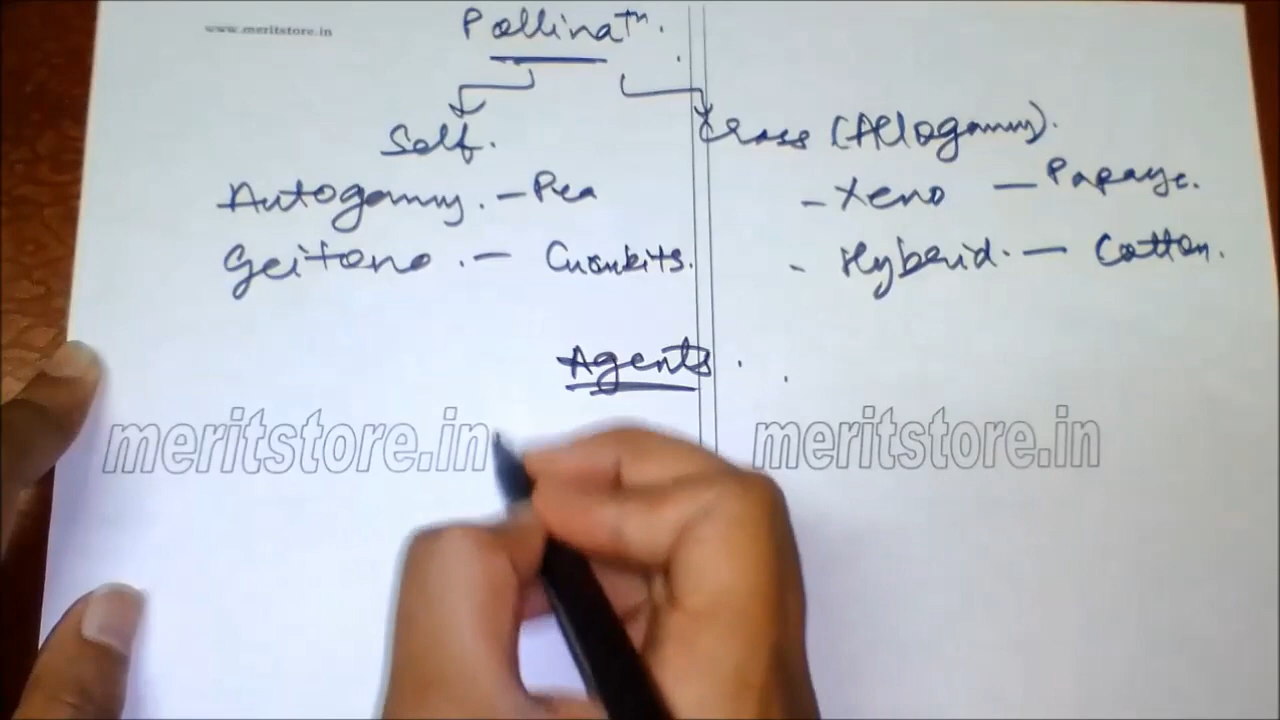 www.meritstore.in
Pollinatn.
Self. Cross (Allogamy).
Autogamy. - Pea - Xeno - Papaya.
Geitono. - Cucurbits. - Hybrid. - Cotton.
Agents.
meritstore.in meritstore.in